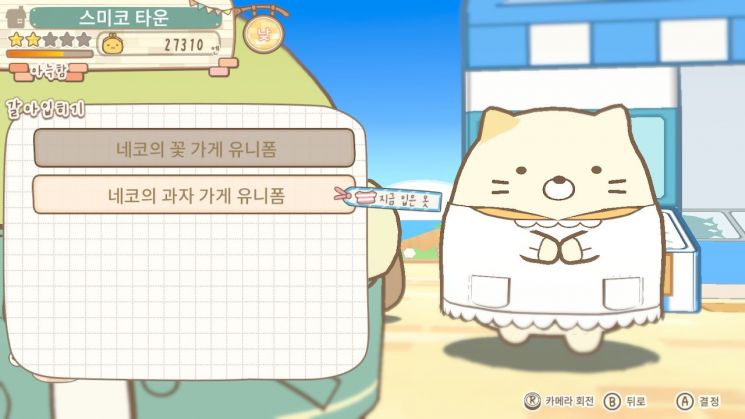 스미코 타운
27310 엔
낮
아늑함
갈아입히기
네코의 꽃 가게 유니폼
네코의 과자 가게 유니폼
지금 입은 옷
R 카메라 회전 B 뒤로 A 결정